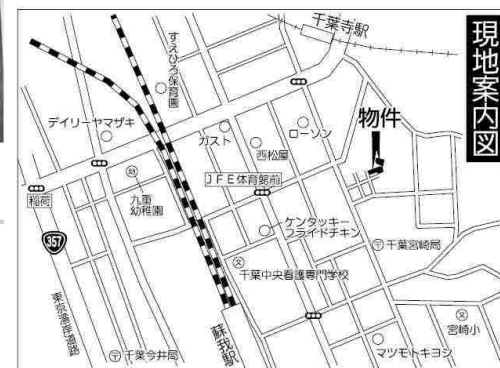 現地案内図
千葉寺駅
すえひろ保育園
デイリーヤマザキ
ガスト
ローソン
物件
西松屋
JFE体育館前
幼
九重
幼稚園
稲荷
357
ケンタッキー
フライドチキン
〒千葉宮崎局
文
千葉中央看護専門学校
東京湾岸道路
蘇我駅
文
宮崎小
〒千葉今井局
マツモトキヨシ